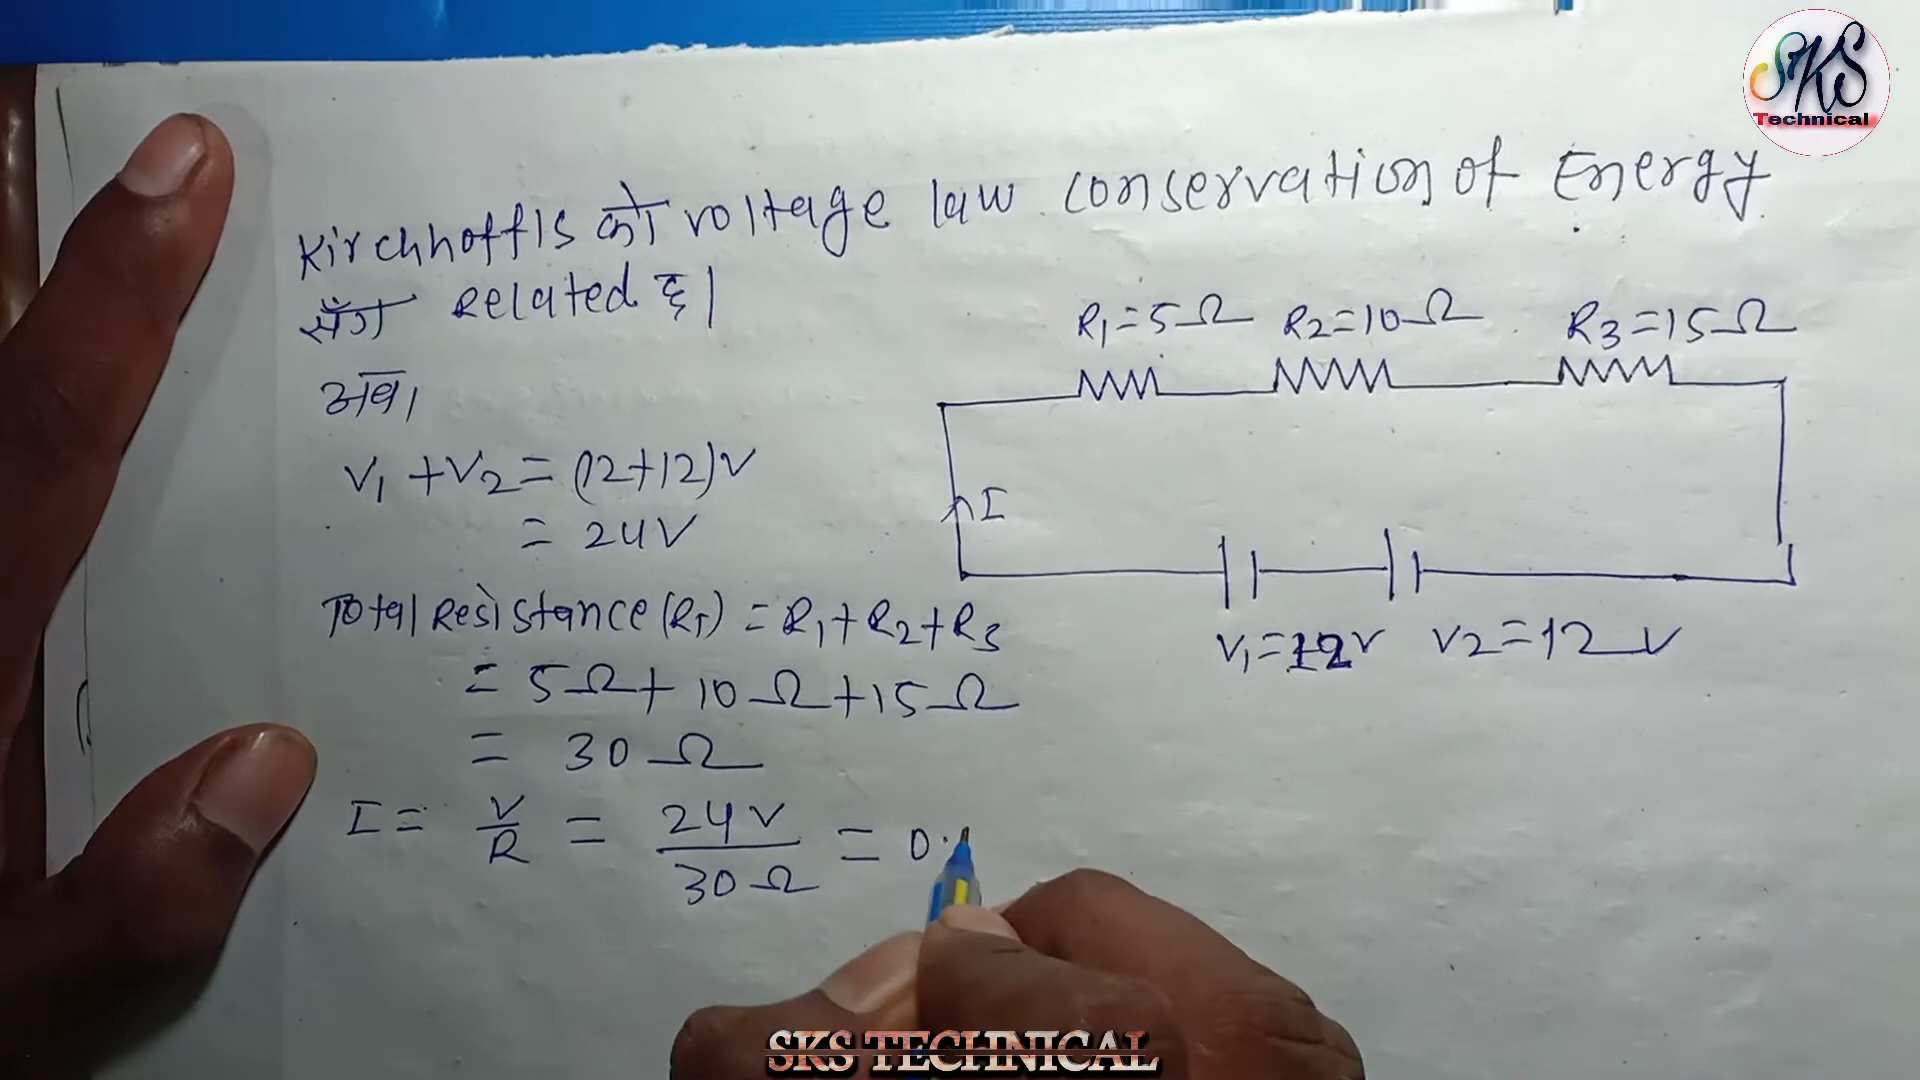 SKS
Technical
Kirchhoff's को voltage law conservation of Energy
सँग Related छ।
अब।
V₁ + V₂ = (12+12)V
= 24V
Total Resistance (R_T) = R₁ + R₂ + R₃
= 5Ω + 10Ω + 15Ω
= 30Ω
I = V/R = 24V/30Ω = 0.
R₁=5Ω R₂=10Ω R₃=15Ω
I
V₁=12V V₂=12V
SKS TECHNICAL